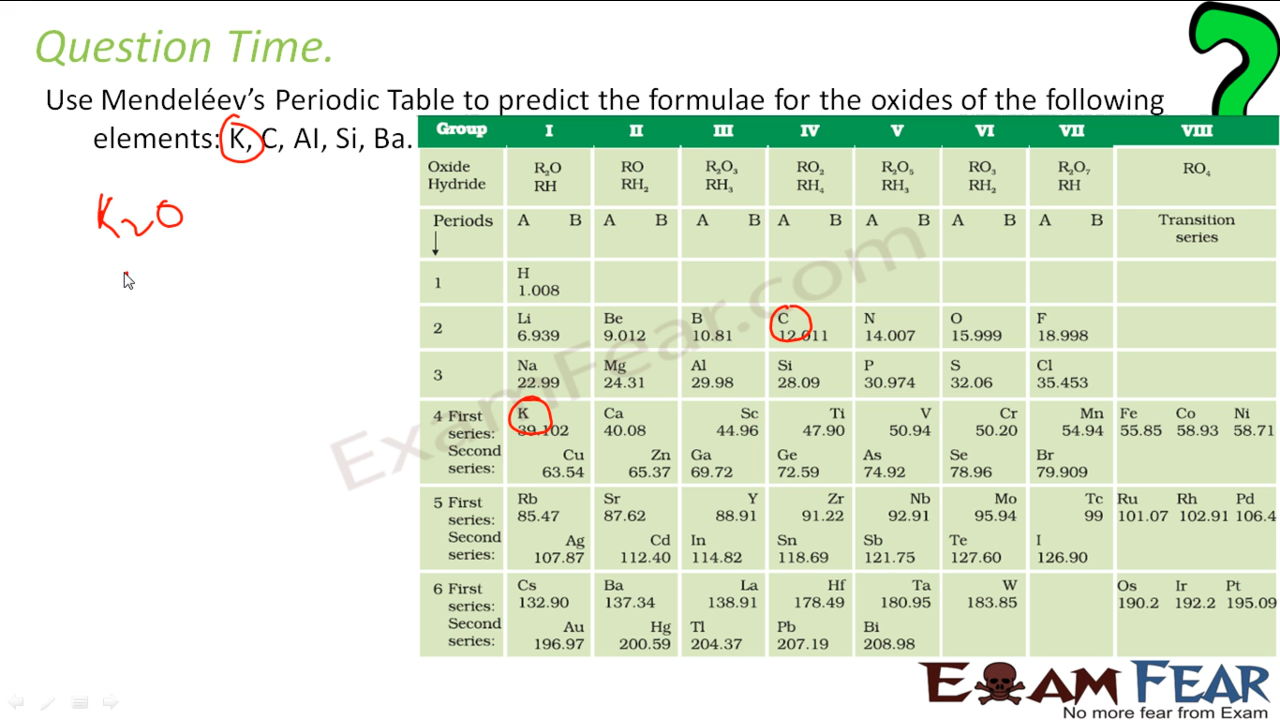 Question Time.
Use Mendeléev's Periodic Table to predict the formulae for the oxides of the following
elements: K, C, AI, Si, Ba.
K2O
Group I II III IV V VI VII VIII
Oxide R2O RO R2O3 RO2 R2O5 RO3 R2O7 RO4
Hydride RH RH2 RH3 RH4 RH3 RH2 RH
Periods A B A B A B A B A B A B A B Transition
↓ series
1 H
1.008
2 Li Be B C N O F
6.939 9.012 10.81 12.011 14.007 15.999 18.998
3 Na Mg Al Si P S Cl
22.99 24.31 29.98 28.09 30.974 32.06 35.453
4 First K Ca Sc Ti V Cr Mn Fe Co Ni
series: 39.102 40.08 44.96 47.90 50.94 50.20 54.94 55.85 58.93 58.71
Second Cu Zn Ga Ge As Se Br
series: 63.54 65.37 69.72 72.59 74.92 78.96 79.909
5 First Rb Sr Y Zr Nb Mo Tc Ru Rh Pd
series: 85.47 87.62 88.91 91.22 92.91 95.94 99 101.07 102.91 106.4
Second Ag Cd In Sn Sb Te I
series: 107.87 112.40 114.82 118.69 121.75 127.60 126.90
6 First Cs Ba La Hf Ta W Os Ir Pt
series: 132.90 137.34 138.91 178.49 180.95 183.85 190.2 192.2 195.09
Second Au Hg Tl Pb Bi
series: 196.97 200.59 204.37 207.19 208.98
ExamFear.com
EXAM FEAR
No more fear from Exam